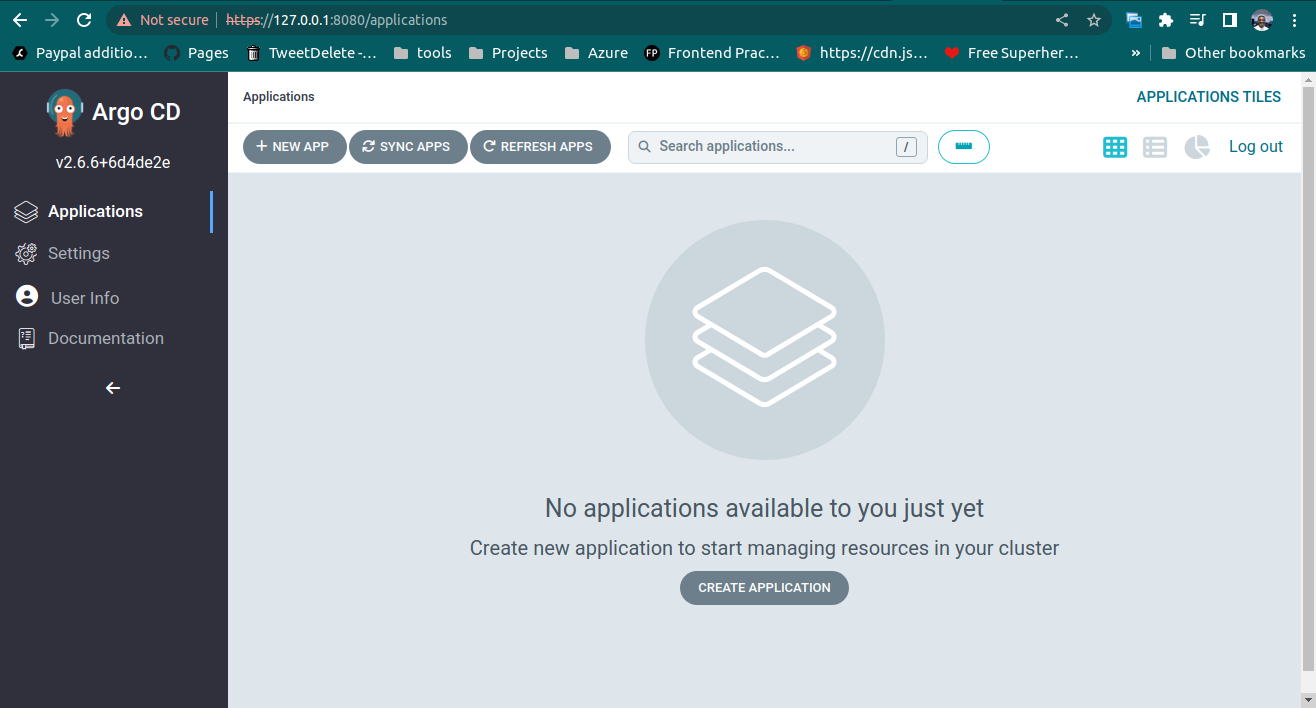 Not secure https://127.0.0.1:8080/applications
Paypal additio... Pages TweetDelete -... tools Projects Azure FP Frontend Prac... https://cdn.js... Free Superher... » Other bookmarks
Argo CD
v2.6.6+6d4de2e
Applications
Settings
User Info
Documentation
Applications APPLICATIONS TILES
+ NEW APP SYNC APPS REFRESH APPS Search applications... / Log out
No applications available to you just yet
Create new application to start managing resources in your cluster
CREATE APPLICATION